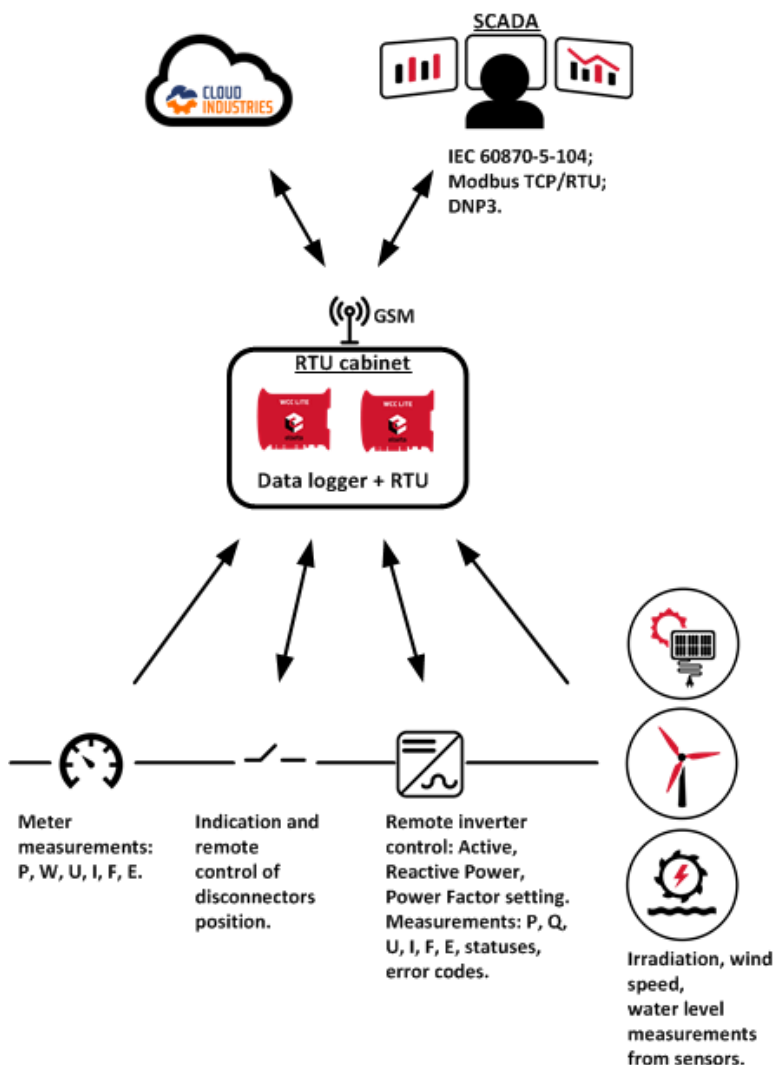 SCADA
CLOUD
INDUSTRIES
IEC 60870-5-104;
Modbus TCP/RTU;
DNP3.
GSM
RTU cabinet
WCC LITE
WCC LITE
Data logger + RTU
Meter
measurements:
P, W, U, I, F, E.
Indication and
remote
control of
disconnectors
position.
Remote inverter
control: Active,
Reactive Power,
Power Factor setting.
Measurements: P, Q,
U, I, F, E, statuses,
error codes.
Irradiation, wind
speed,
water level
measurements
from sensors.